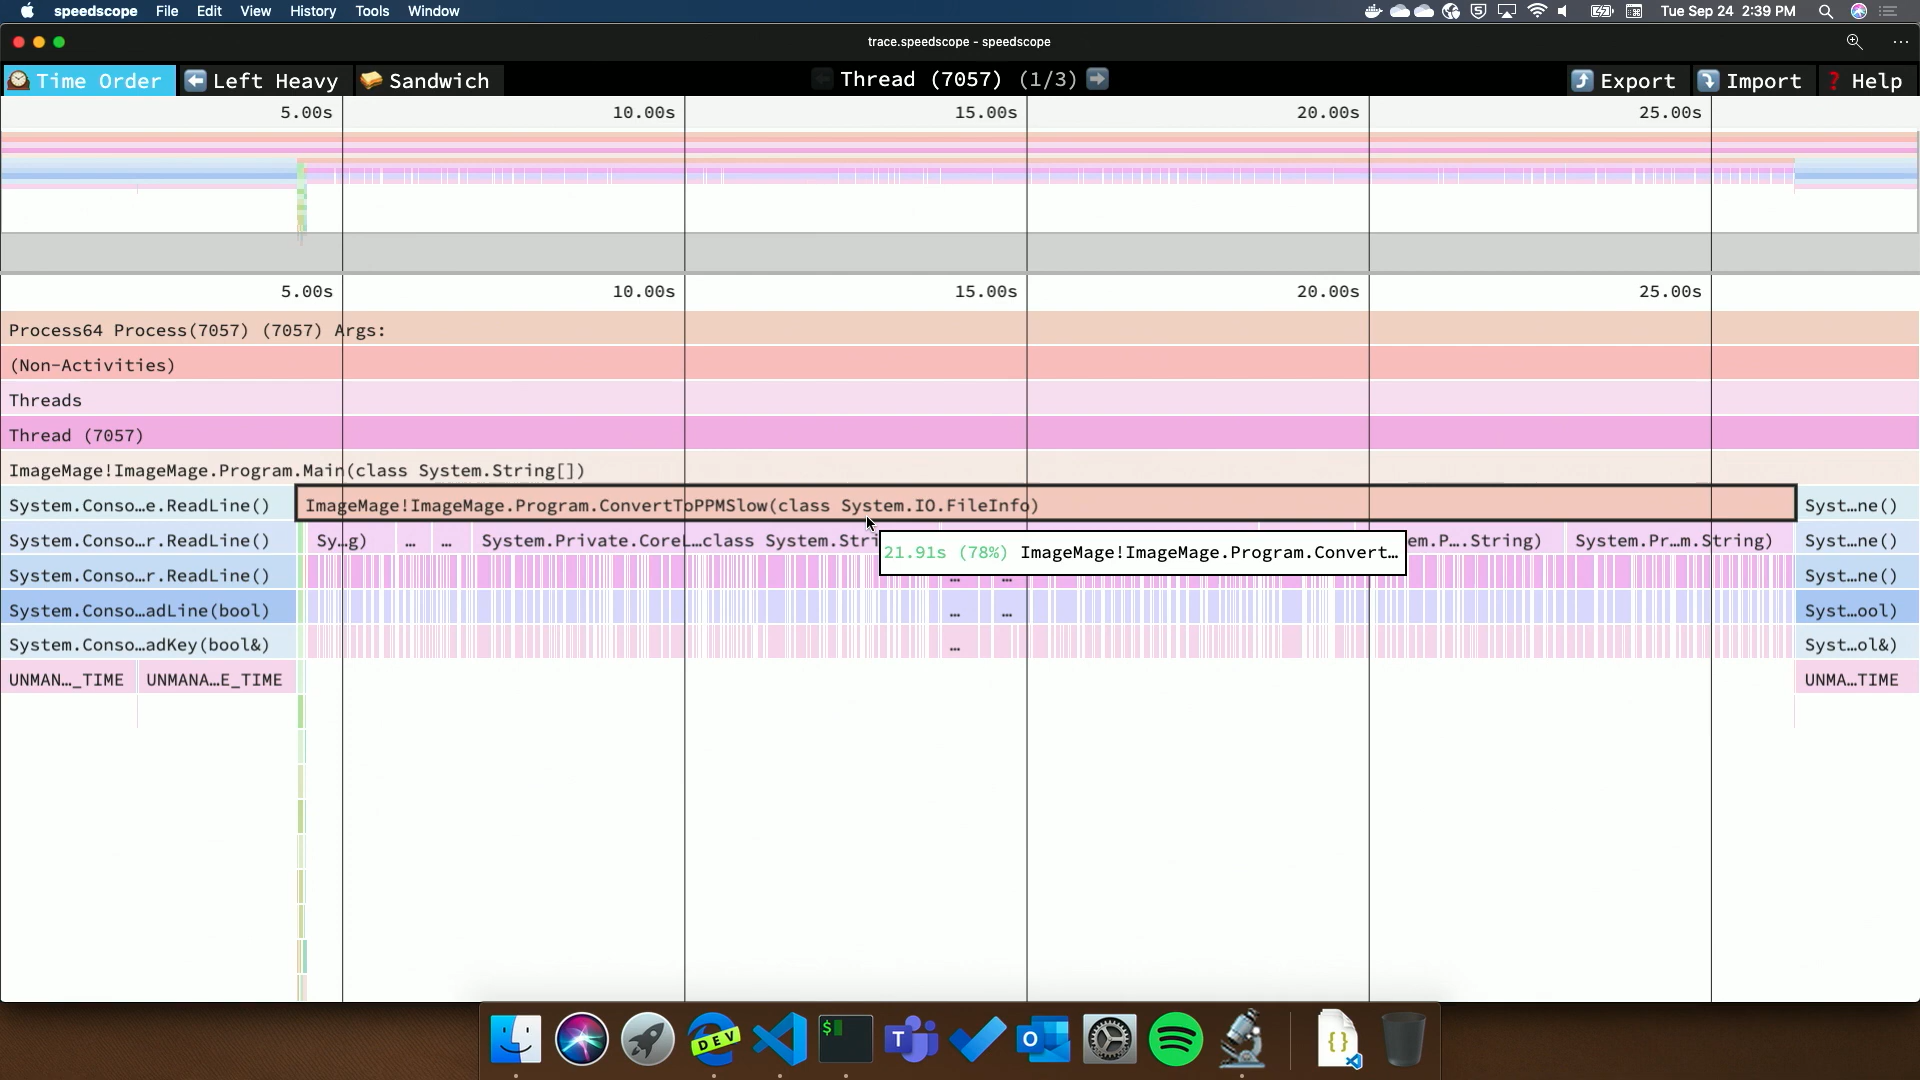 speedscope File Edit View History Tools Window Tue Sep 24 2:39 PM
trace.speedscope - speedscope
Time Order Left Heavy Sandwich Thread (7057) (1/3) Export Import ? Help
5.00s 10.00s 15.00s 20.00s 25.00s
5.00s 10.00s 15.00s 20.00s 25.00s
Process64 Process(7057) (7057) Args:
(Non-Activities)
Threads
Thread (7057)
ImageMage!ImageMage.Program.Main(class System.String[])
System.Conso…e.ReadLine() ImageMage!ImageMage.Program.ConvertToPPMSlow(class System.IO.FileInfo) Syst…ne()
System.Conso…r.ReadLine() Sy…g) … … System.Private.CoreL…class System.Stri em.P….String) System.Pr…m.String) Syst…ne()
21.91s (78%) ImageMage!ImageMage.Program.Convert…
System.Conso…r.ReadLine() … … Syst…ne()
System.Conso…adLine(bool) … … Syst…ool)
System.Conso…adKey(bool&) … Syst…ol&)
UNMAN…_TIME UNMANA…E_TIME UNMA…TIME
DEV $ T O { }